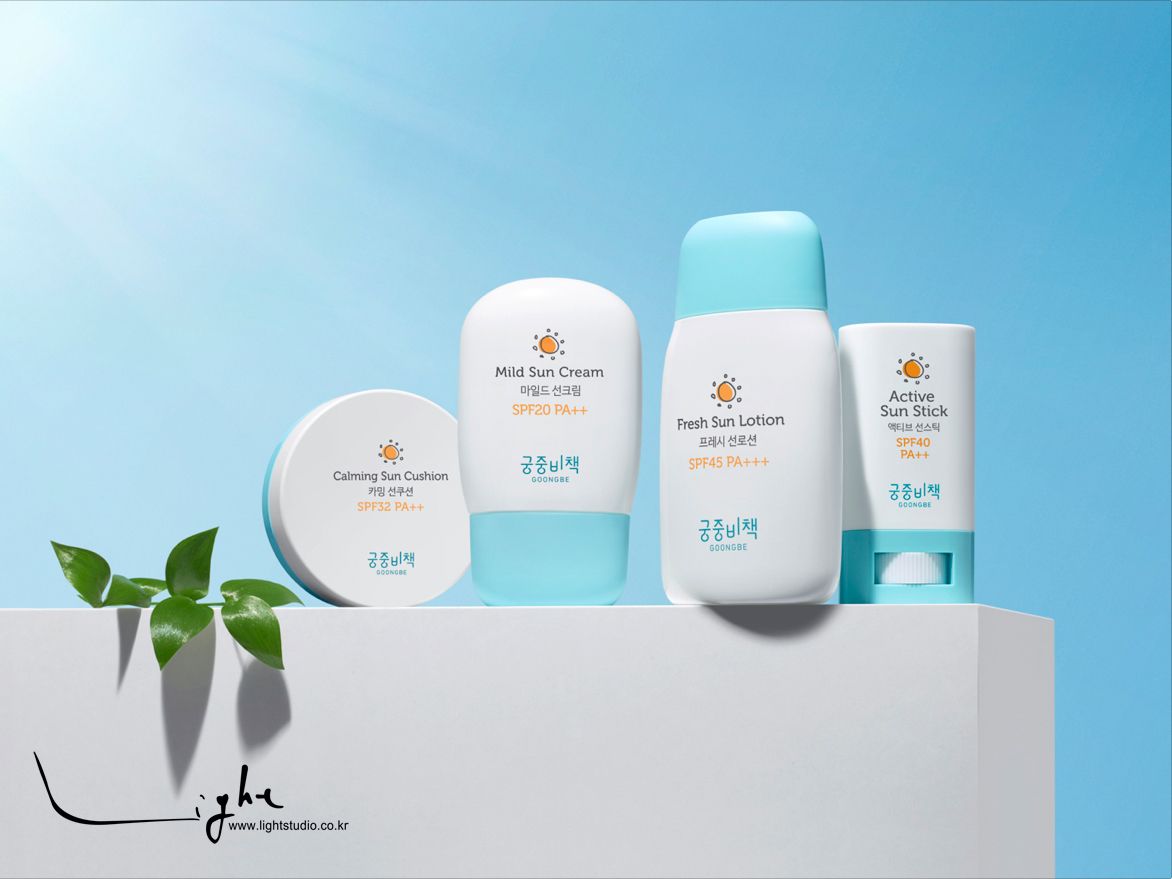 Calming Sun Cushion
카밍 선쿠션
SPF32 PA++
궁중비책
GOONGBE
Mild Sun Cream
마일드 선크림
SPF20 PA++
궁중비책
GOONGBE
Fresh Sun Lotion
프레시 선로션
SPF45 PA+++
궁중비책
GOONGBE
Active
Sun Stick
액티브 선스틱
SPF40
PA++
궁중비책
GOONGBE
www.lightstudio.co.kr